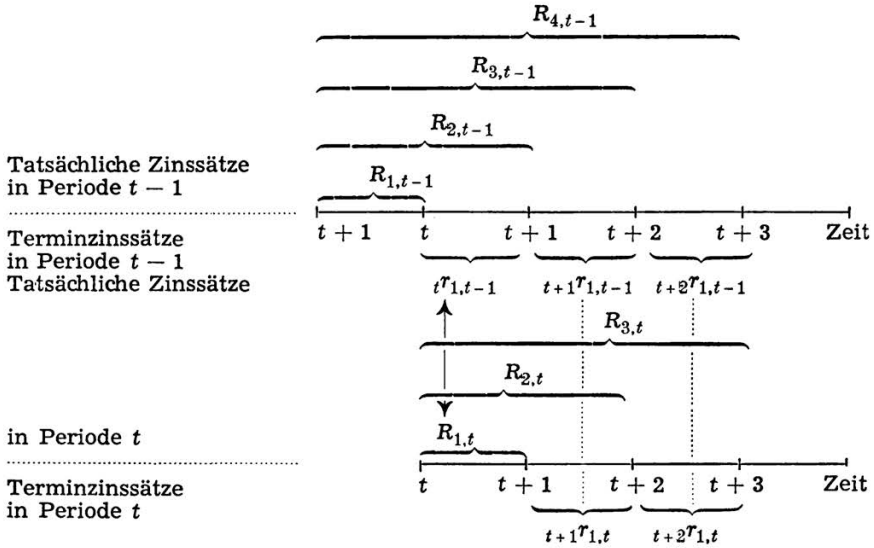 R₄,ₜ₋₁
R₃,ₜ₋₁
R₂,ₜ₋₁
Tatsächliche Zinssätze
in Periode t − 1
R₁,ₜ₋₁
t + 1 t t + 1 t + 2 t + 3 Zeit
Terminzinssätze
in Periode t − 1
Tatsächliche Zinssätze
ₜr₁,ₜ₋₁ ₜ₊₁r₁,ₜ₋₁ ₜ₊₂r₁,ₜ₋₁
R₃,ₜ
R₂,ₜ
in Periode t
R₁,ₜ
t t + 1 t + 2 t + 3 Zeit
Terminzinssätze
in Periode t
ₜ₊₁r₁,ₜ ₜ₊₂r₁,ₜ